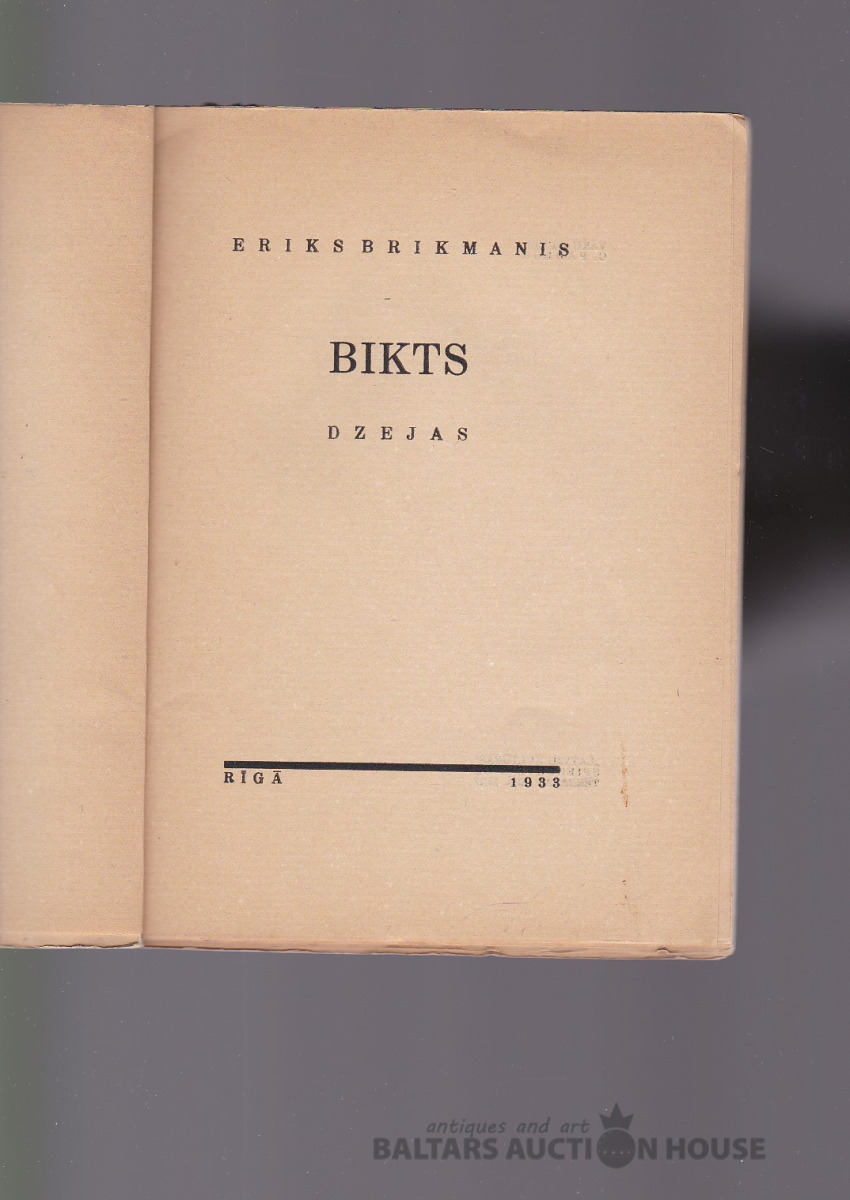 ERIKS BRIKMANIS
BIKTS
DZEJAS
RĪGĀ 1933
antiques and art
BALTARS AUCTION HOUSE